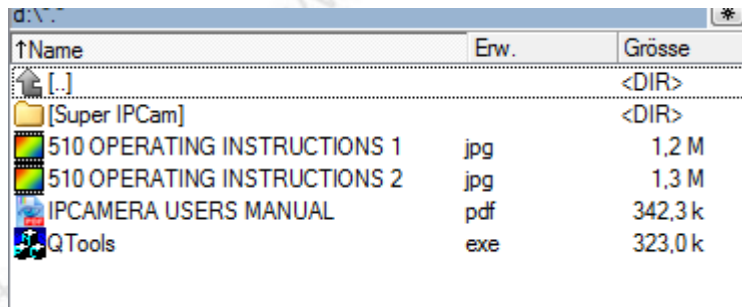 d:\*.*
*
↑Name Erw. Grösse
[..] <DIR>
[Super IPCam] <DIR>
510 OPERATING INSTRUCTIONS 1 jpg 1,2 M
510 OPERATING INSTRUCTIONS 2 jpg 1,3 M
IPCAMERA USERS MANUAL pdf 342,3 k
QTools exe 323,0 k